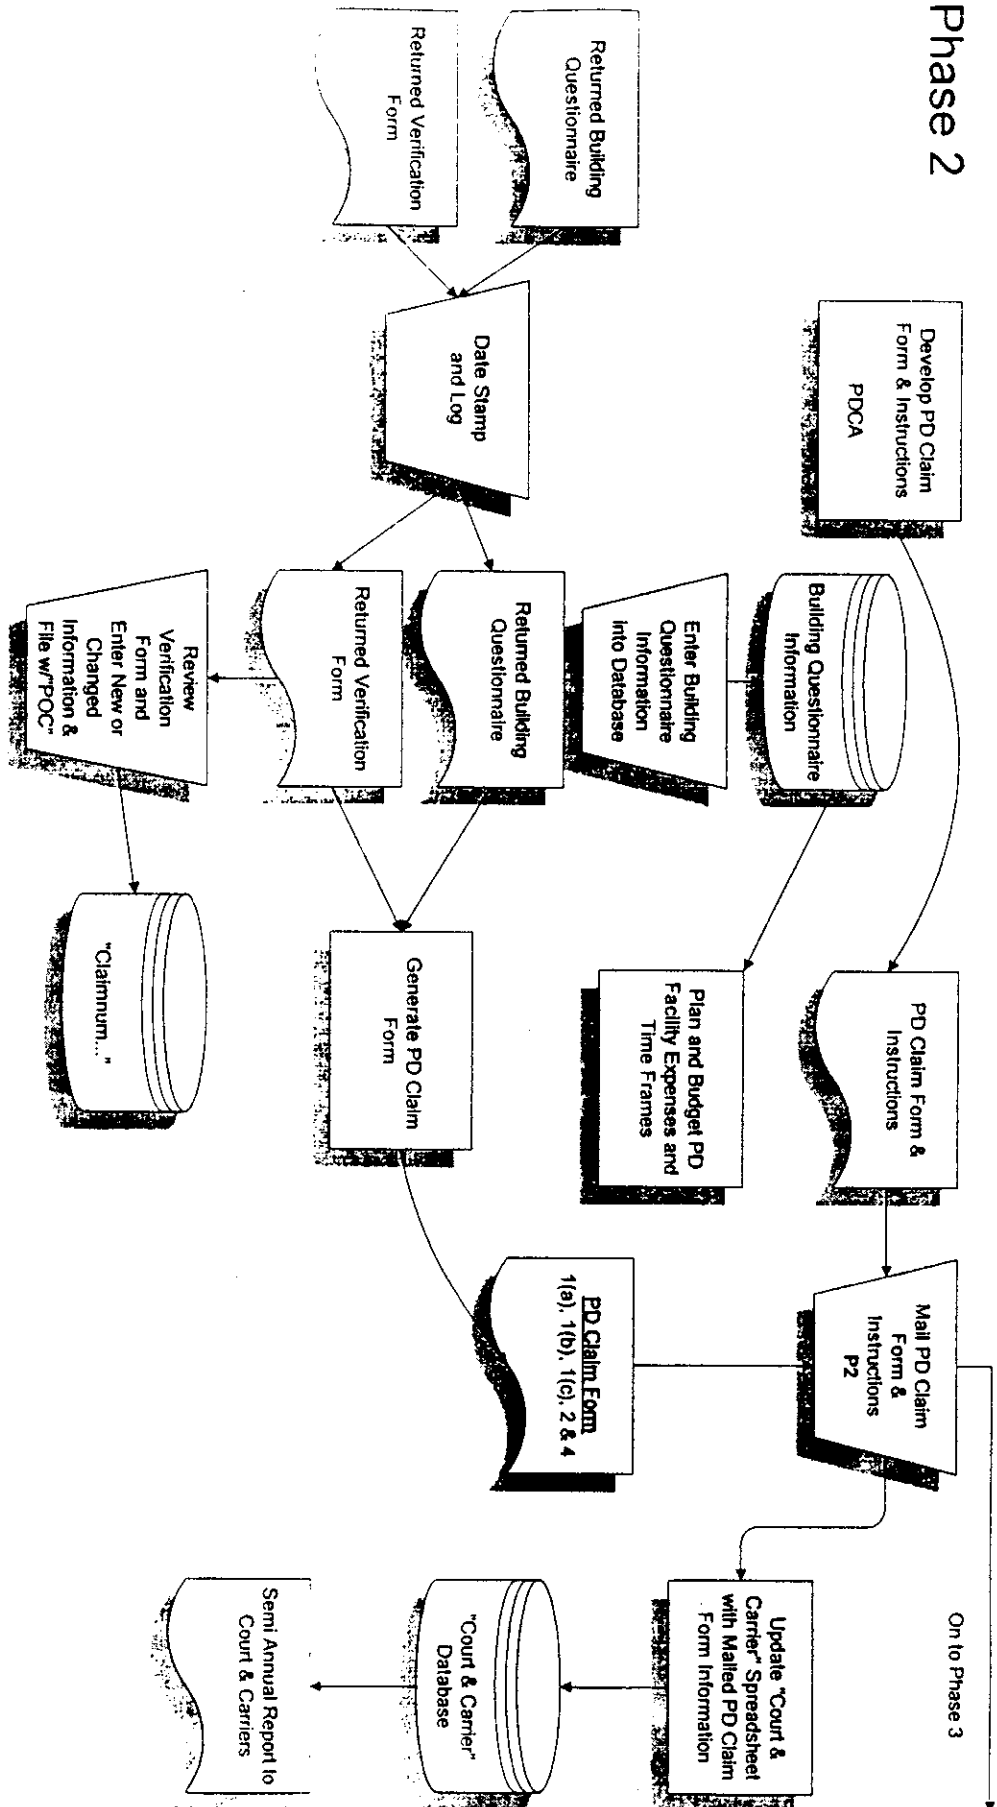 Phase 2
Develop PD Claim
Form & Instructions
PDCA
PD Claim Form &
Instructions
Mail PD Claim
Form &
Instructions
P2
On to Phase 3
Building Questionnaire
Information
Plan and Budget PD
Facility Expenses and
Time Frames
Update "Court &
Carrier" Spreadsheet
with Mailed PD Claim
Form Information
Enter Building
Questionnaire
Information
into Database
Returned Building
Questionnaire
Date Stamp
and Log
Returned Building
Questionnaire
PD Claim Form
1(a), 1(b), 1(c), 2 & 4
"Court & Carrier"
Database
Returned Verification
Form
Returned Verification
Form
Generate PD Claim
Form
Semi Annual Report to
Court & Carriers
Review
Verification
Form and
Enter New or
Changed
Information &
File w/"POC"
"Claimnum..."